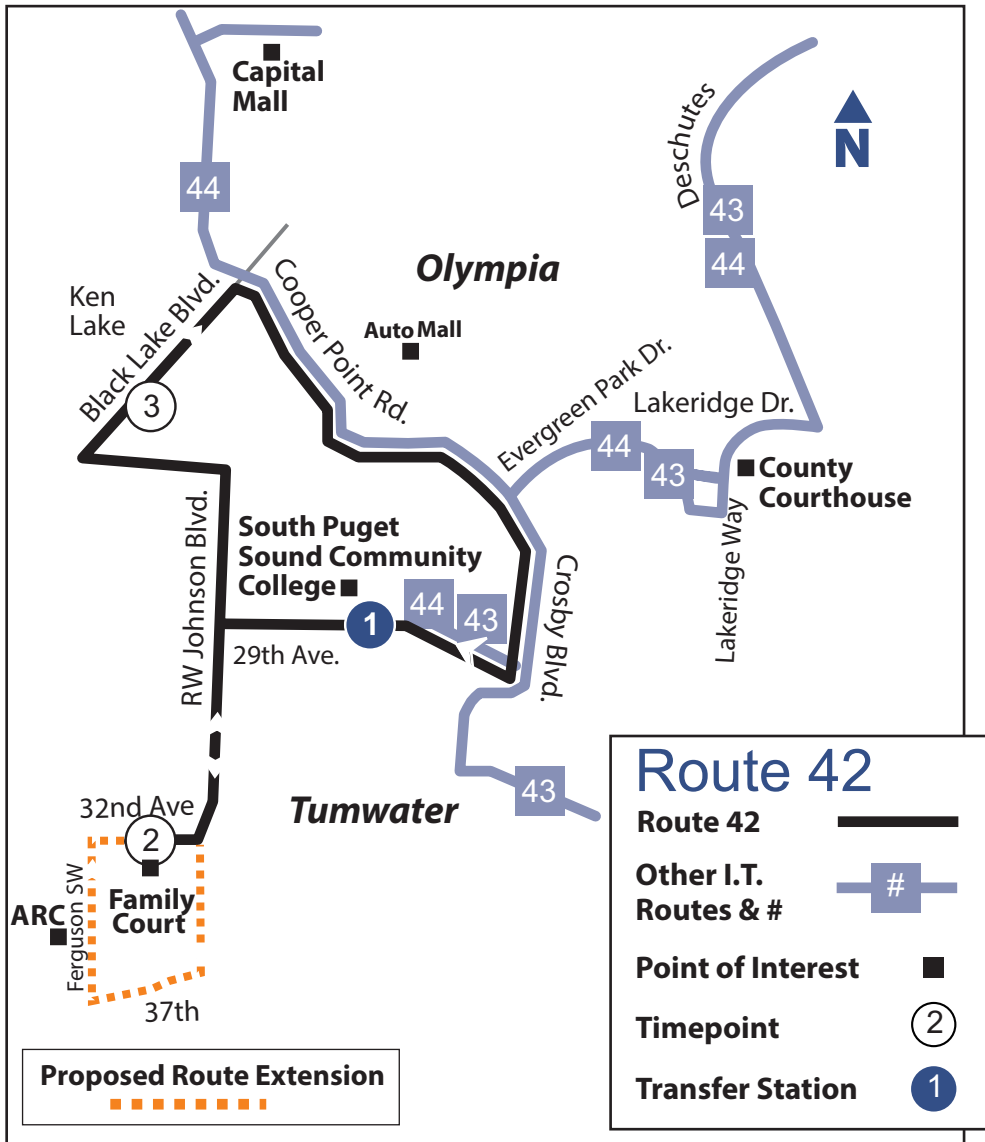 Capital
Mall
Deschutes
N
44
43
44
Olympia
Ken
Lake
Black Lake Blvd.
Cooper Point Rd.
Auto Mall
Evergreen Park Dr.
Lakeridge Dr.
3
44
43
County
Courthouse
Lakeridge Way
RW Johnson Blvd.
South Puget
Sound Community
College
44
43
1
29th Ave.
Crosby Blvd.
43
Tumwater
32nd Ave
2
Family
Court
ARC
Ferguson SW
37th
Proposed Route Extension
Route 42
Route 42
Other I.T.
Routes & #
#
Point of Interest
Timepoint
2
Transfer Station
1